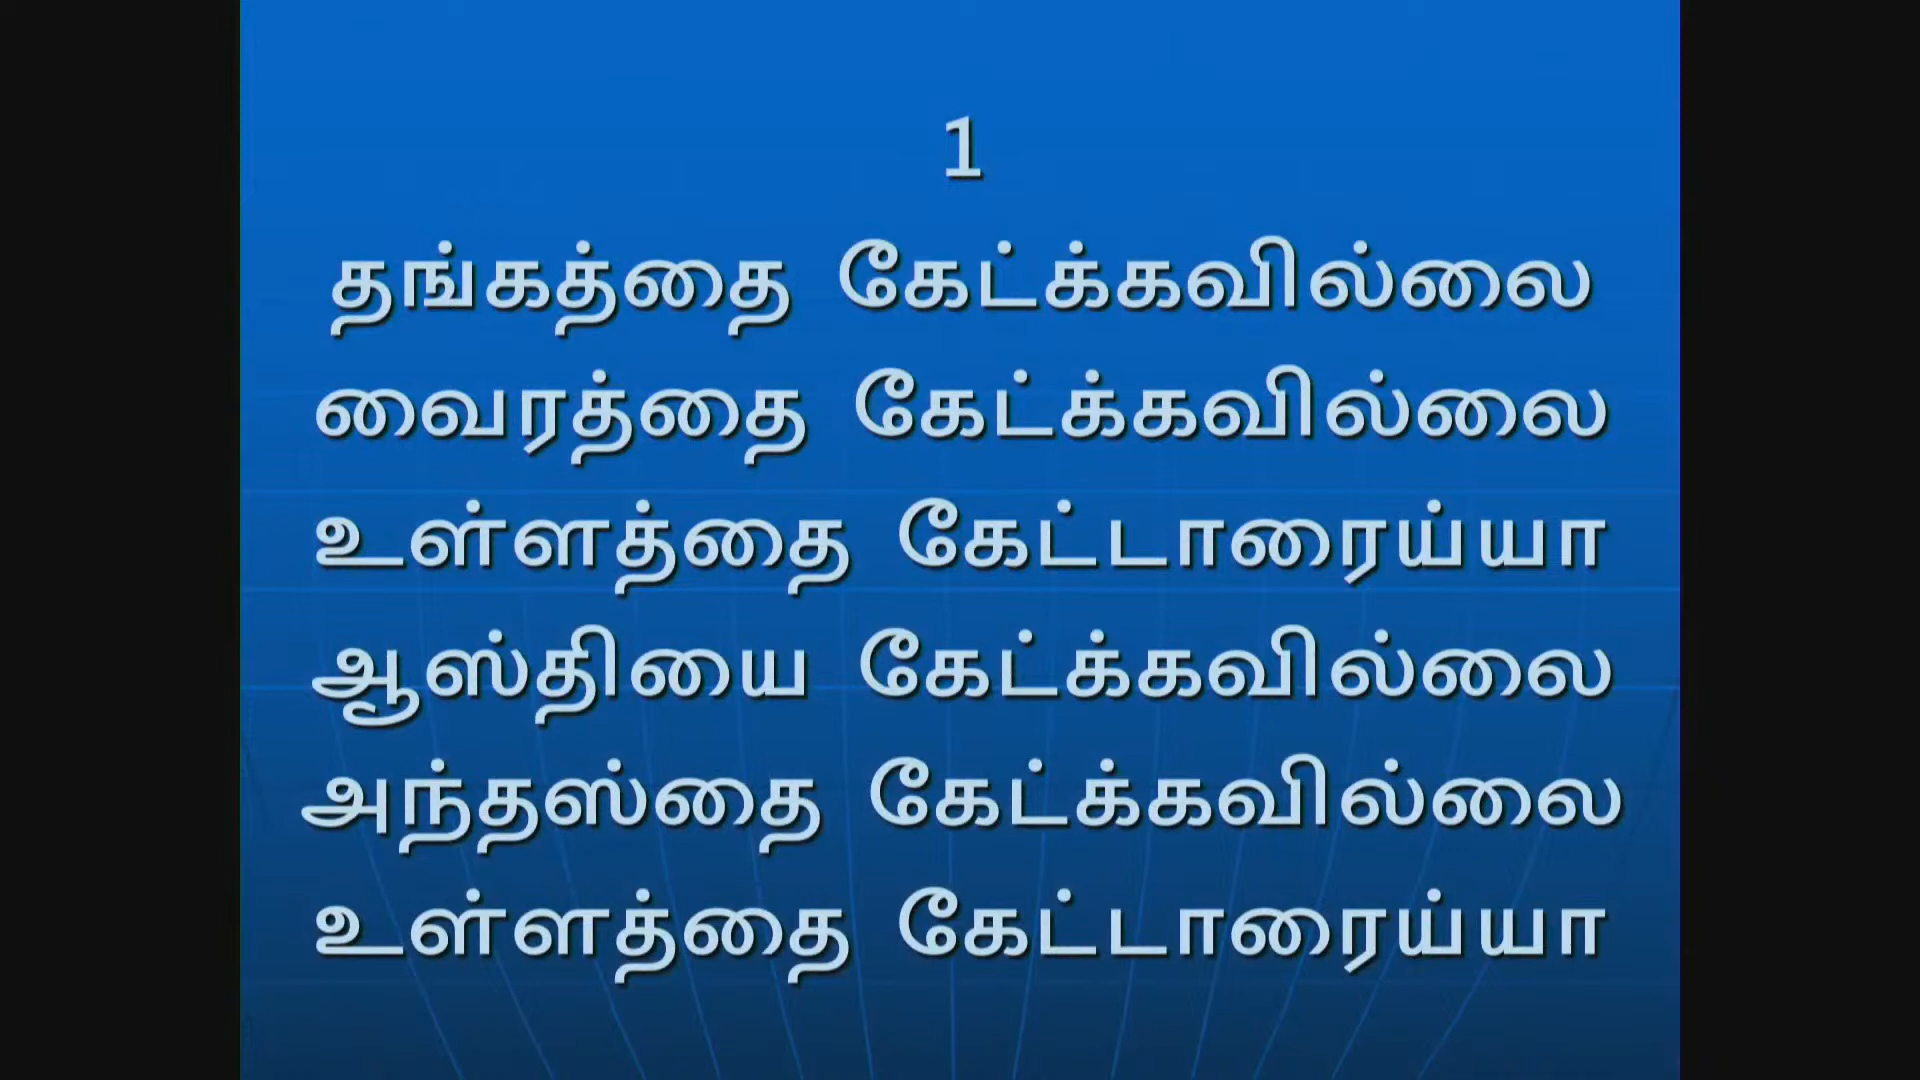 1
தங்கத்தை கேட்க்கவில்லை
வைரத்தை கேட்க்கவில்லை
உள்ளத்தை கேட்டாரைய்யா
ஆஸ்தியை கேட்க்கவில்லை
அந்தஸ்தை கேட்க்கவில்லை
உள்ளத்தை கேட்டாரைய்யா